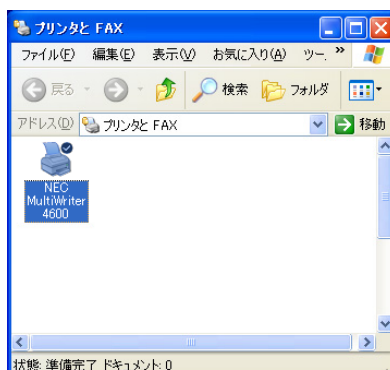 プリンタと FAX
ファイル(F) 編集(E) 表示(V) お気に入り(A) ツー. »
戻る 検索 フォルダ
アドレス(D) プリンタと FAX 移動
NEC
MultiWriter
4600
状態: 準備完了 ドキュメント: 0